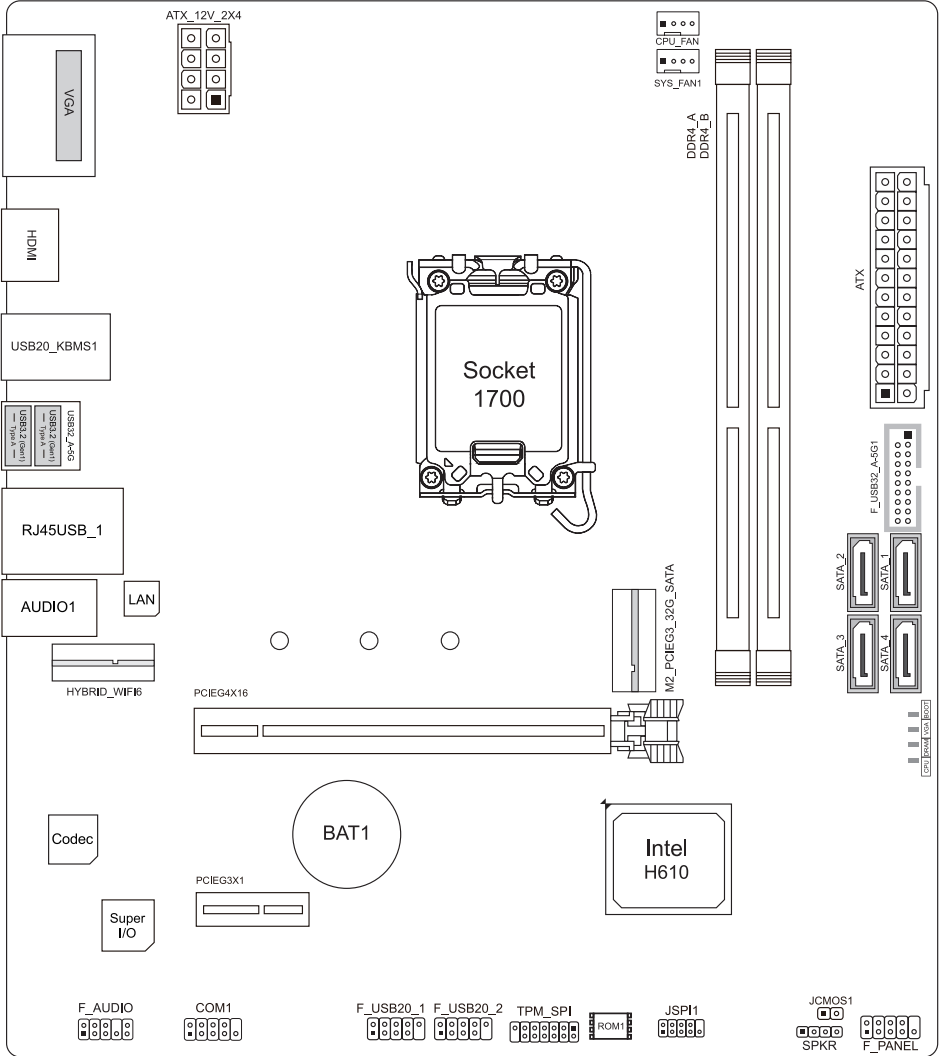 ATX_12V_2X4
CPU_FAN
SYS_FAN1
VGA
DDR4_A
DDR4_B
HDMI
ATX
USB20_KBMS1
Socket
1700
USB32_A-5G
USB3.2 (Gen1)
Type A
USB3.2 (Gen1)
Type A
F_USB32_A-5G1
RJ45USB_1
SATA_2
SATA_1
LAN
AUDIO1
M2_PCIEG3_32G_SATA
SATA_3
SATA_4
HYBRID_WIFI6
PCIEG4X16
BOOT
VGA
DRAM
CPU
BAT1
Codec
Intel
H610
PCIEG3X1
Super
I/O
F_AUDIO
COM1
F_USB20_1
F_USB20_2
TPM_SPI
ROM1
JSPI1
JCMOS1
SPKR
F_PANEL